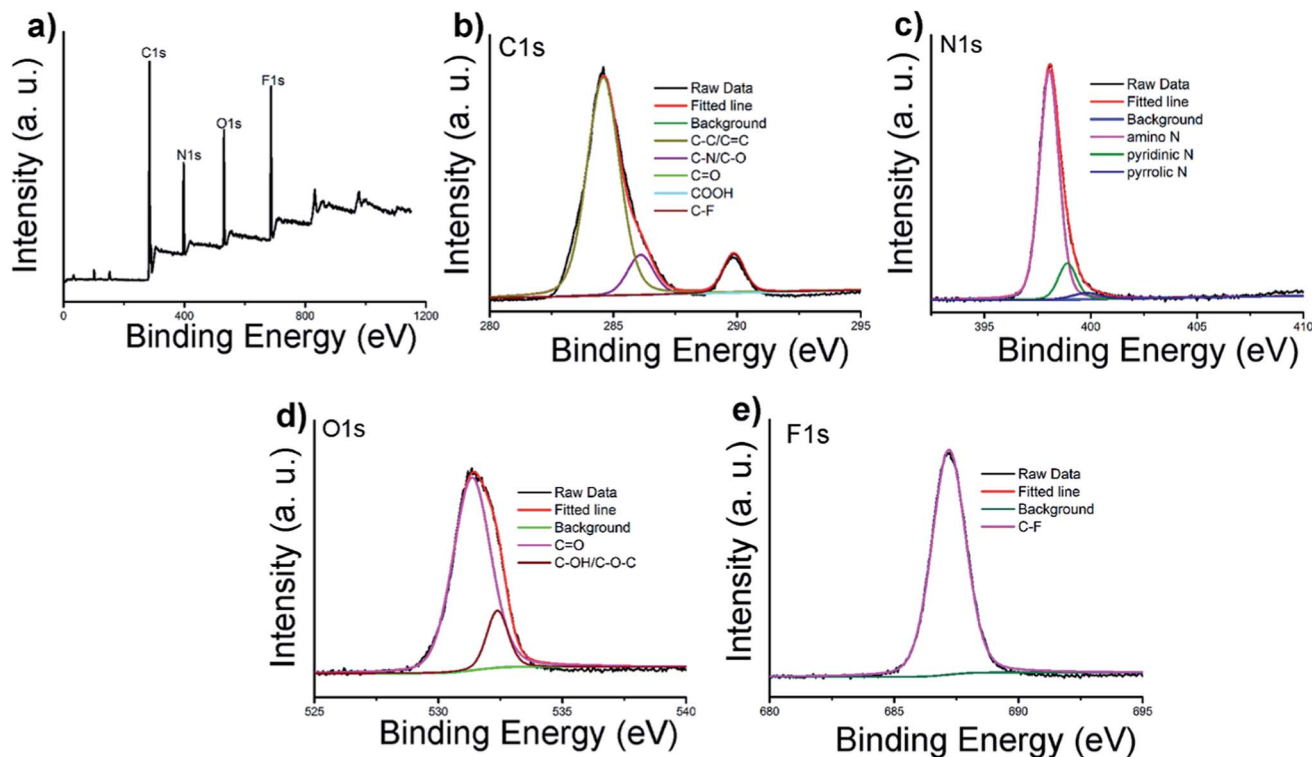 a)
C1s
N1s
O1s
F1s
Intensity (a. u.)
0
400
800
1200
Binding Energy (eV)
b)
C1s
Raw Data
Fitted line
Background
C-C/C=C
C-N/C-O
C=O
COOH
C-F
Intensity (a. u.)
280
285
290
295
Binding Energy (eV)
c)
N1s
Raw Data
Fitted line
Background
amino N
pyridinic N
pyrrolic N
Intensity (a. u.)
395
400
405
410
Binding Energy (eV)
d)
O1s
Raw Data
Fitted line
Background
C=O
C-OH/C-O-C
Intensity (a. u.)
525
530
535
540
Binding Energy (eV)
e)
F1s
Raw Data
Fitted line
Background
C-F
Intensity (a. u.)
680
685
690
695
Binding Energy (eV)